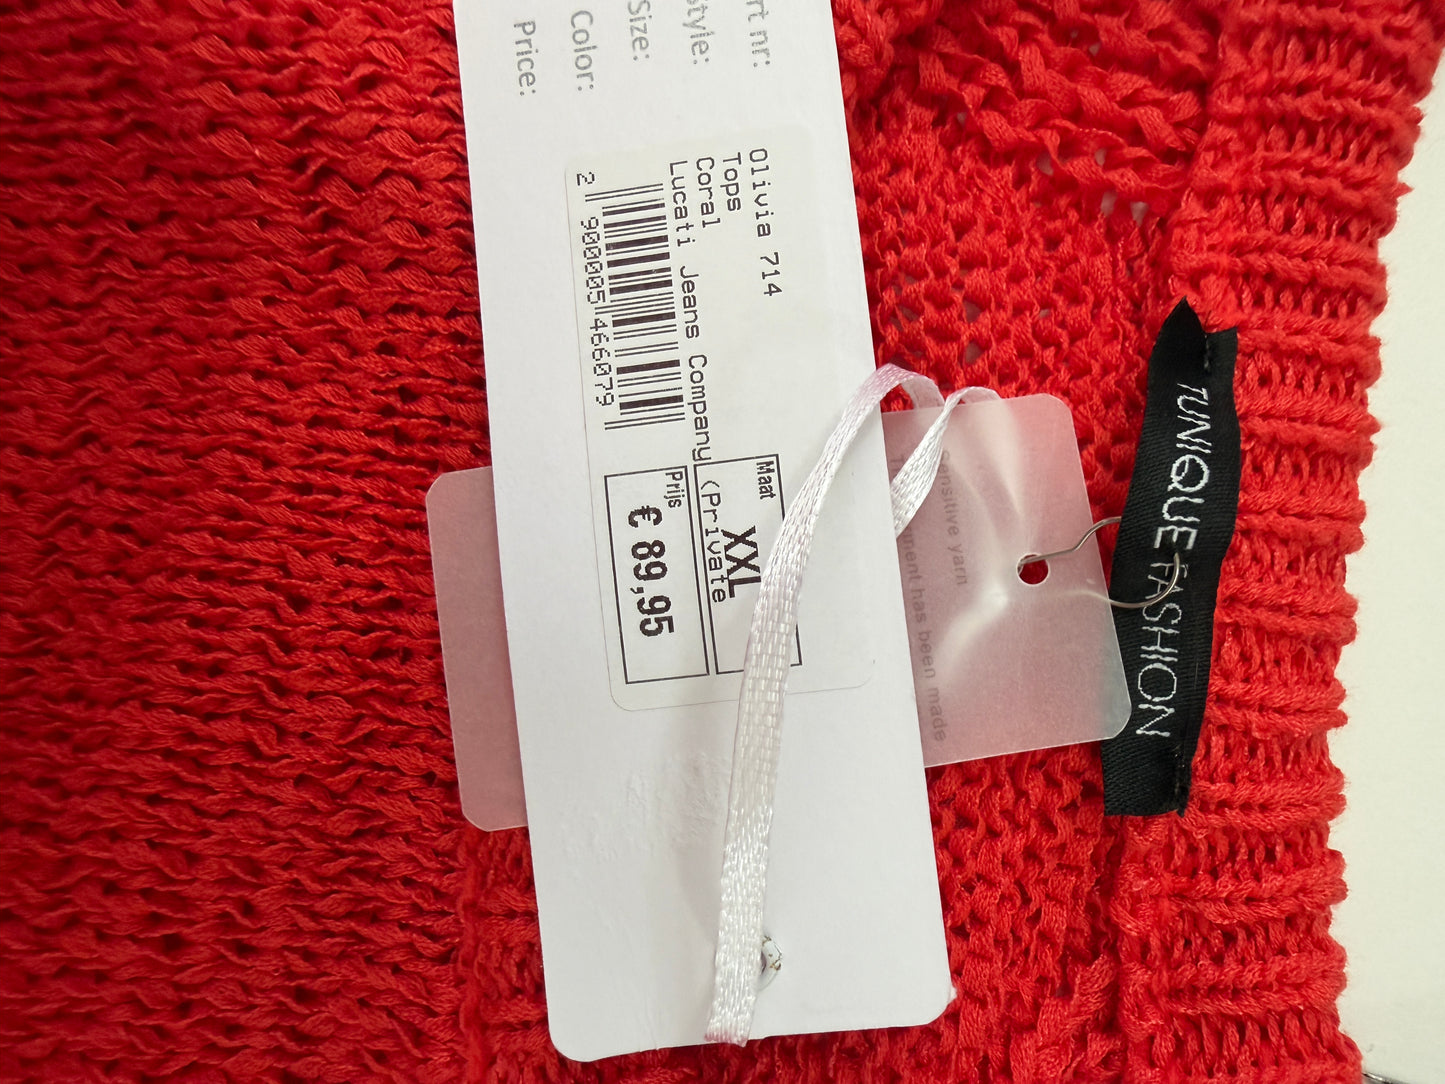 rt nr:
Style:
Size:
Color:
Price:
Olivia 714
Tops
Coral
Lucati Jeans Company (Private
2 900005 466079
Maat
XXL
Prijs
€ 89,95
Sensitive yarn
ment has been made
TUNIQUE FASHION